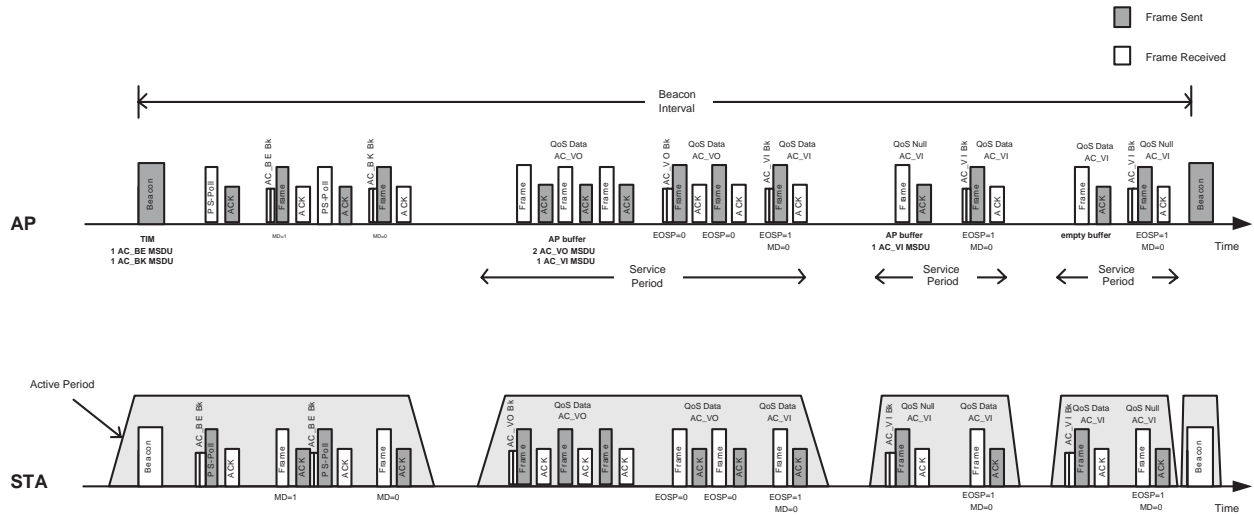 Frame Sent
Frame Received
Beacon
Interval
QoS Data
AC_VO
QoS Data
AC_VO
QoS Data
AC_VI
QoS Null
AC_VI
QoS Data
AC_VI
QoS Data
AC_VI
QoS Null
AC_VI
Beacon
PS-Poll
ACK
AC_BE Bk
Frame
ACK
PS-Poll
ACK
AC_BK Bk
Frame
ACK
Frame
ACK
Frame
ACK
Frame
ACK
AC_VO Bk
Frame
ACK
Frame
ACK
AC_VI Bk
Frame
ACK
Frame
ACK
AC_VI Bk
Frame
ACK
Frame
ACK
AC_VI Bk
Frame
ACK
Beacon
AP
TIM
1 AC_BE MSDU
1 AC_BK MSDU
MD=1
MD=0
AP buffer
2 AC_VO MSDU
1 AC_VI MSDU
EOSP=0
EOSP=0
EOSP=1
MD=0
AP buffer
1 AC_VI MSDU
EOSP=1
MD=0
empty buffer
EOSP=1
MD=0
Time
Service
Period
Service
Period
Service
Period
Active Period
QoS Data
AC_VO
QoS Data
AC_VO
QoS Data
AC_VI
QoS Null
AC_VI
QoS Data
AC_VI
QoS Data
AC_VI
QoS Null
AC_VI
Beacon
AC_BE Bk
PS-Poll
ACK
Frame
ACK
AC_BE Bk
PS-Poll
ACK
Frame
ACK
AC_VO Bk
Frame
ACK
Frame
ACK
Frame
ACK
Frame
ACK
Frame
ACK
Frame
ACK
AC_VI Bk
Frame
ACK
Frame
ACK
AC_VI Bk
Frame
ACK
Frame
ACK
Beacon
STA
MD=1
MD=0
EOSP=0
EOSP=0
EOSP=1
MD=0
EOSP=1
MD=0
EOSP=1
MD=0
Time